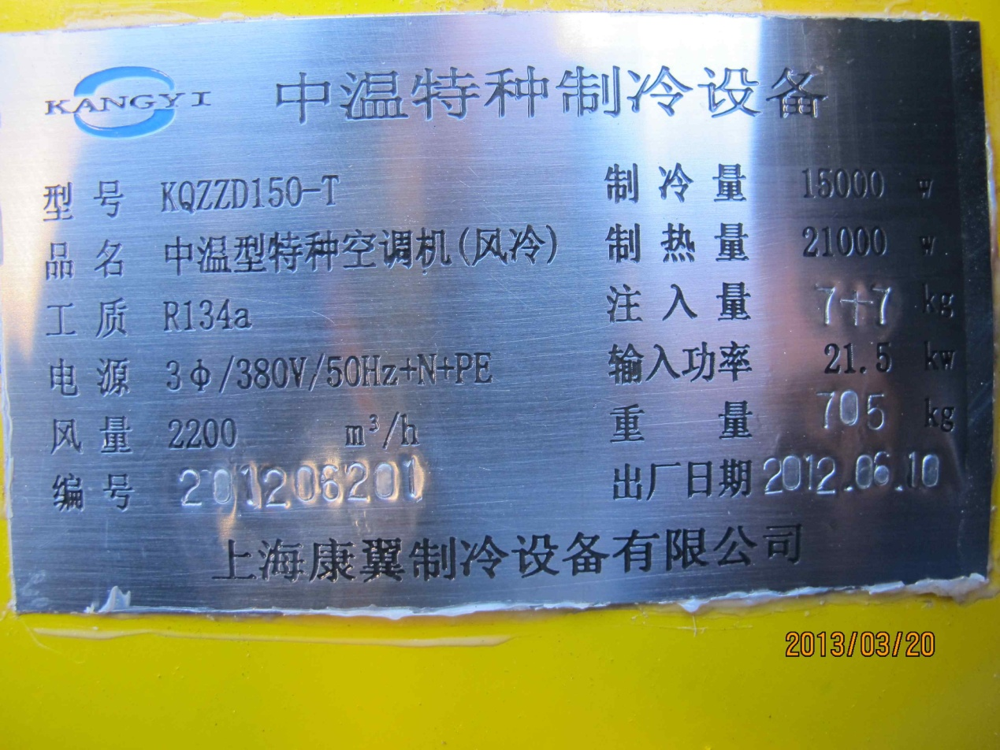 KANGYI 中温特种制冷设备
型号 KQZZD150-T 制冷量 15000 w
品名 中温型特种空调机(风冷) 制热量 21000 w
工质 R134a 注入量 7+7 kg
电源 3Φ/380V/50Hz+N+PE 输入功率 21.5 kw
风量 2200 m³/h 重量 705 kg
编号 201206201 出厂日期 2012.06.10
上海康翼制冷设备有限公司
2013/03/20